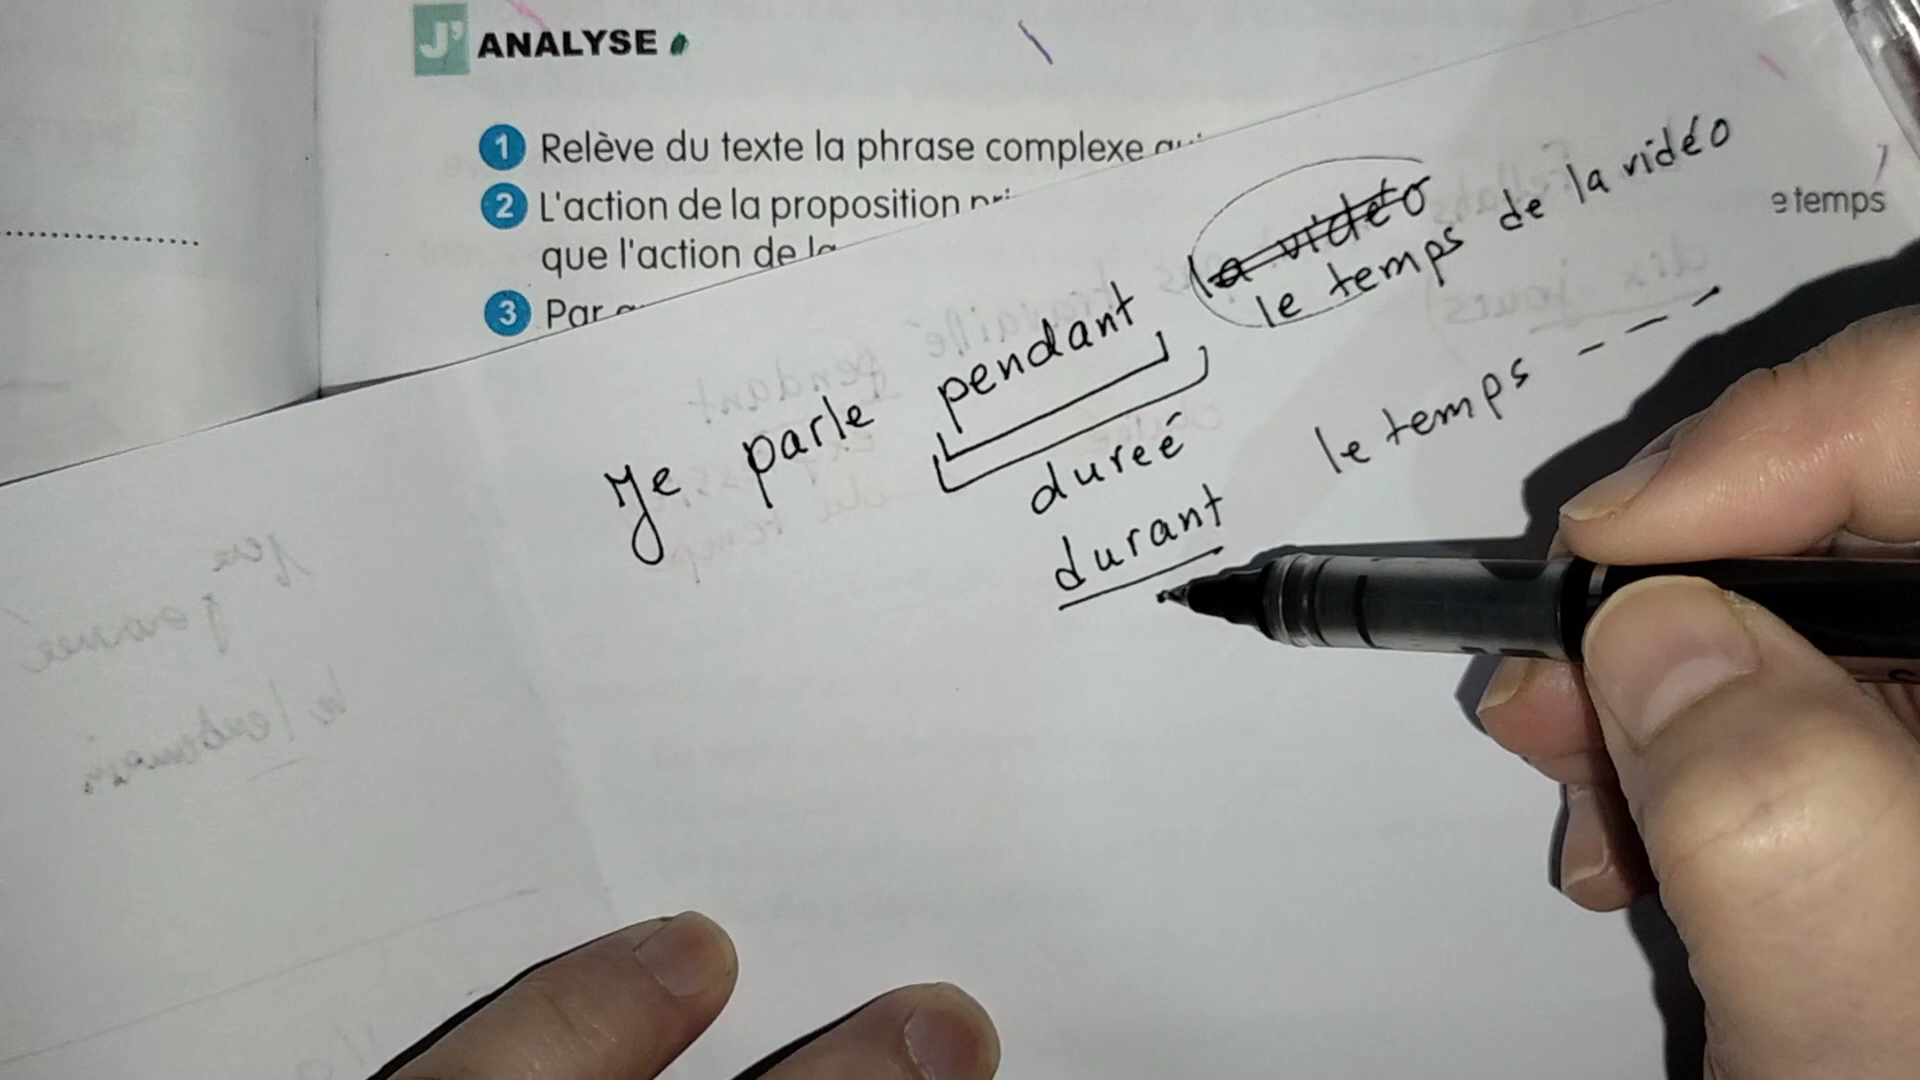 J' ANALYSE
1 Relève du texte la phrase complexe
2 L'action de la proposition
e temps
que l'action de la
3 Par
la vidéo
Je parle pendant le temps de la vidéo
dureé
le temps - - -
durant